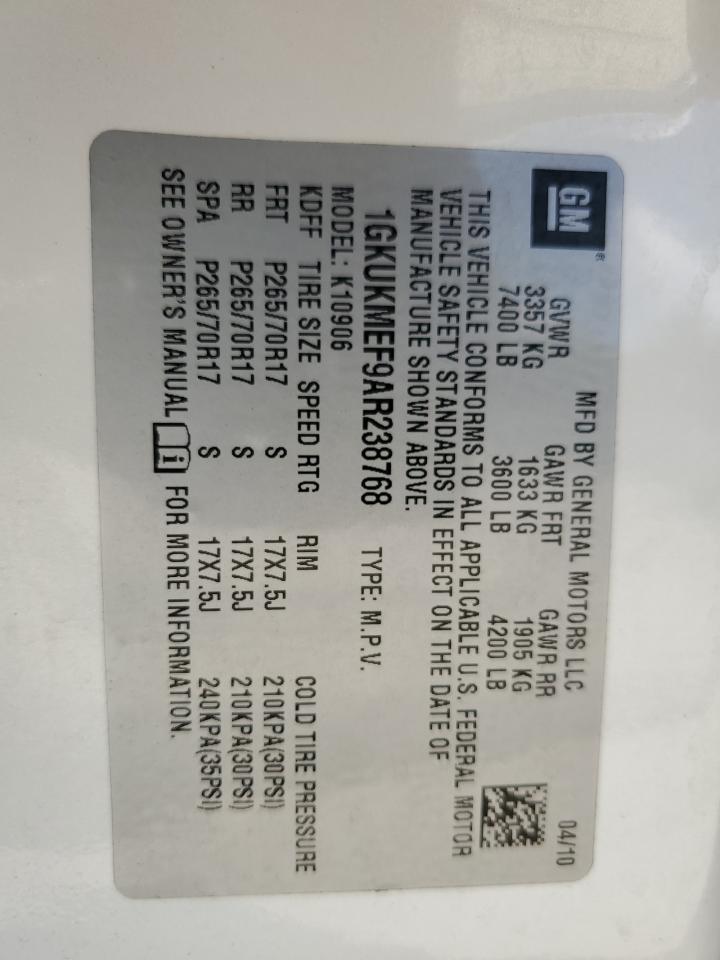 GM ®
MFD BY GENERAL MOTORS LLC 04/10
GVWR GAWR FRT GAWR RR
3357 KG 1633 KG 1905 KG
7400 LB 3600 LB 4200 LB
THIS VEHICLE CONFORMS TO ALL APPLICABLE U.S. FEDERAL MOTOR
VEHICLE SAFETY STANDARDS IN EFFECT ON THE DATE OF
MANUFACTURE SHOWN ABOVE.
1GKUKMEF9AR238768 TYPE: M.P.V.
MODEL: K10906
KDFF TIRE SIZE SPEED RTG RIM COLD TIRE PRESSURE
FRT P265/70R17 S 17X7.5J 210KPA(30PSI)
RR P265/70R17 S 17X7.5J 210KPA(30PSI)
SPA P265/70R17 S 17X7.5J 240KPA(35PSI)
SEE OWNER'S MANUAL i FOR MORE INFORMATION.